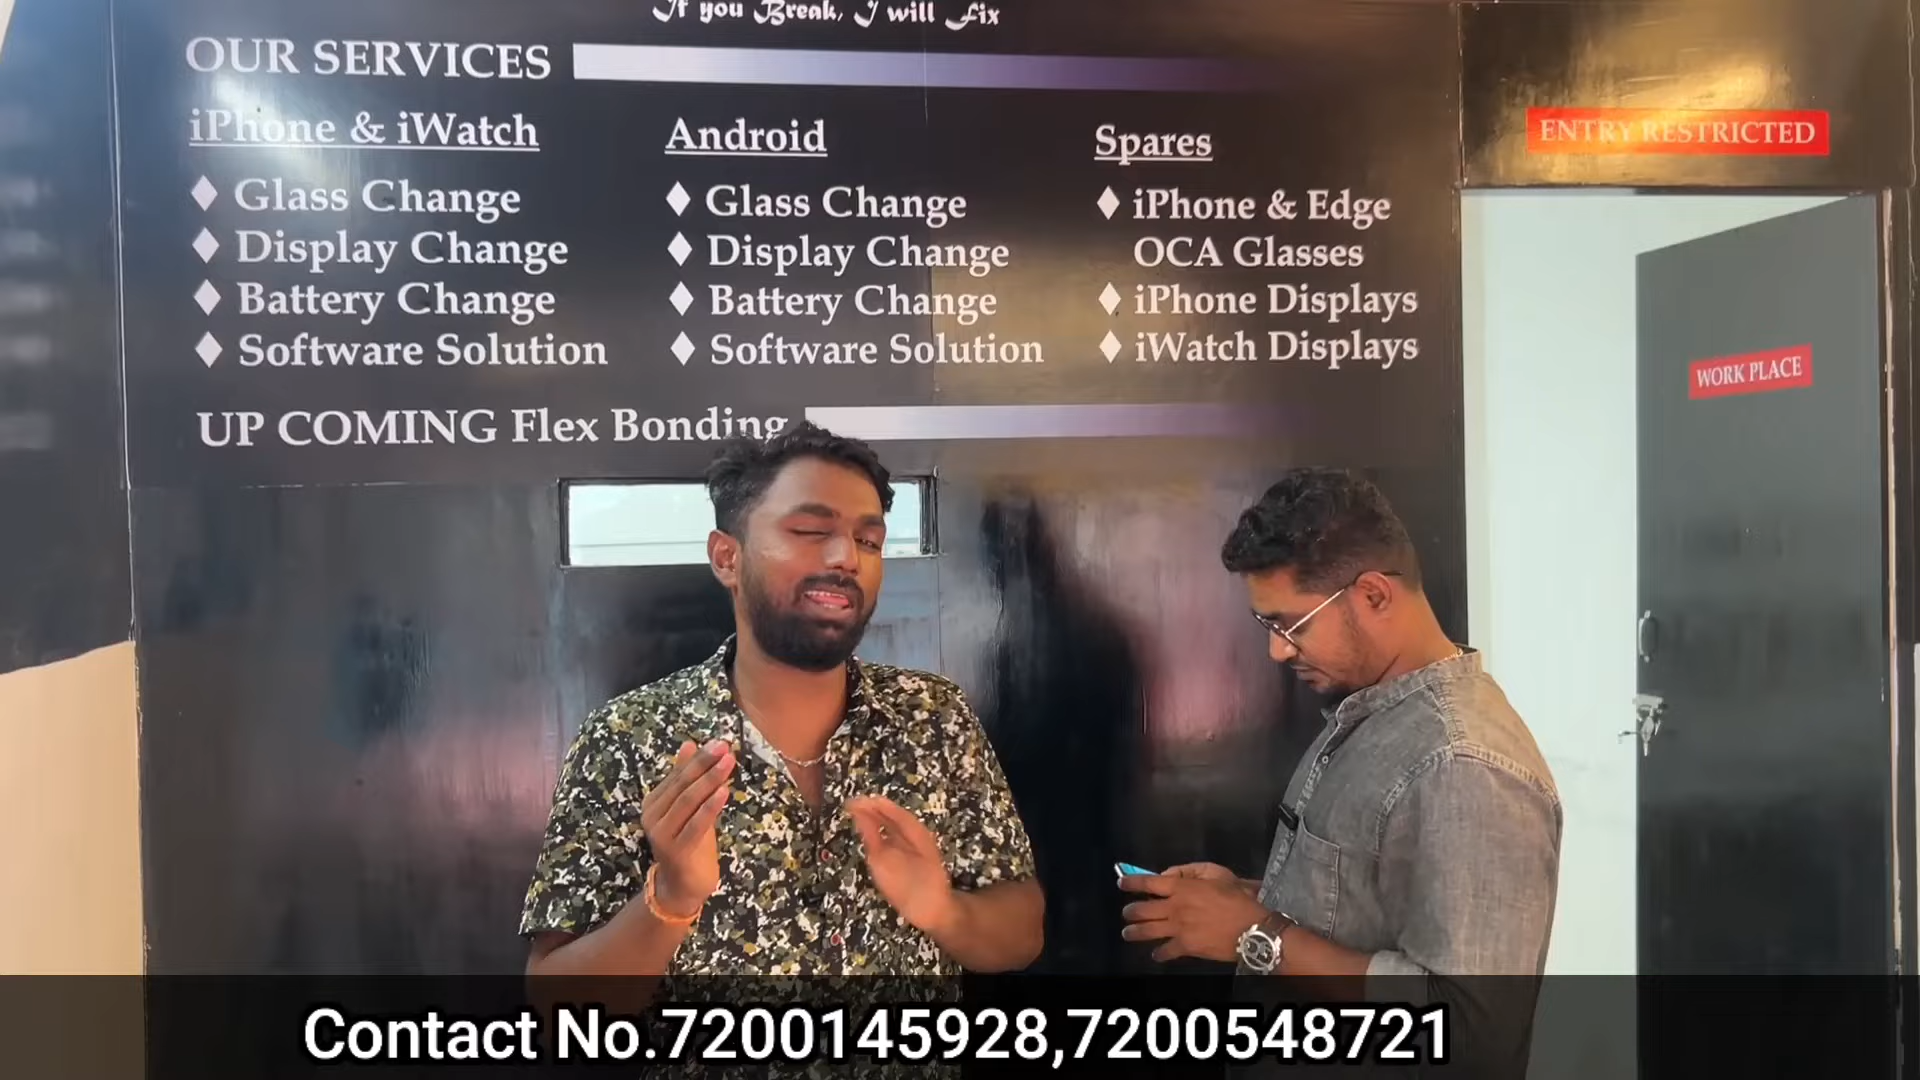 If you Break, I will Fix
OUR SERVICES
iPhone & iWatch
Glass Change
Display Change
Battery Change
Software Solution
Android
Glass Change
Display Change
Battery Change
Software Solution
Spares
iPhone & Edge
OCA Glasses
iPhone Displays
iWatch Displays
UP COMING Flex Bonding
ENTRY RESTRICTED
WORK PLACE
Contact No.7200145928,7200548721